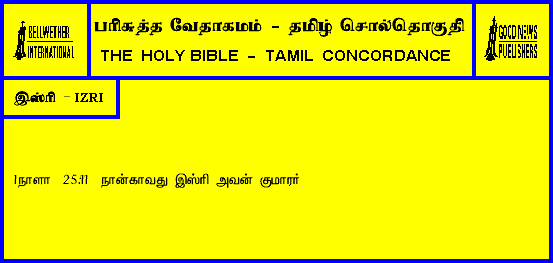 BELLWETHER
INTERNATIONAL
பரிசுத்த வேதாகமம் - தமிழ் சொல்தொகுதி
THE HOLY BIBLE - TAMIL CONCORDANCE
GOOD NEWS
PUBLISHERS
இஸ்ரி - IZRI
1நாளா 25:11 நான்காவது இஸ்ரி அவன் குமாரர்